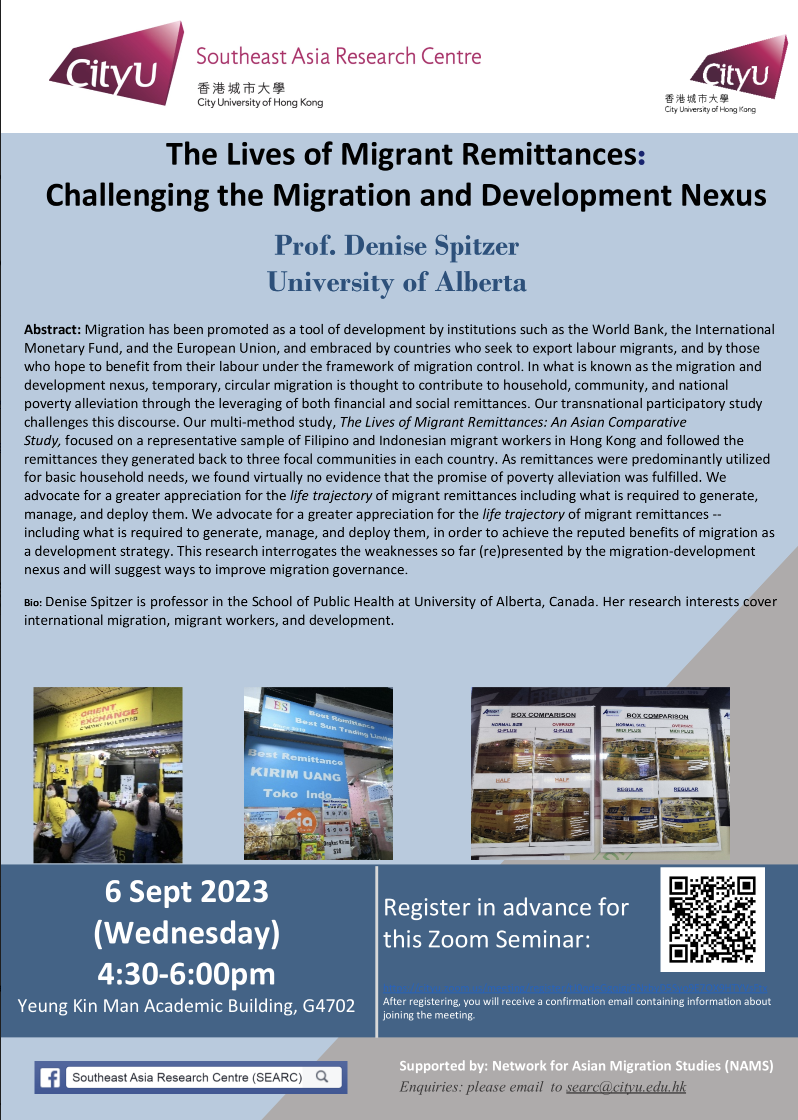 CityU
Southeast Asia Research Centre
香港城市大學
City University of Hong Kong
CityU
香港城市大學
City University of Hong Kong
The Lives of Migrant Remittances:
Challenging the Migration and Development Nexus
Prof. Denise Spitzer
University of Alberta
Abstract: Migration has been promoted as a tool of development by institutions such as the World Bank, the International
Monetary Fund, and the European Union, and embraced by countries who seek to export labour migrants, and by those
who hope to benefit from their labour under the framework of migration control. In what is known as the migration and
development nexus, temporary, circular migration is thought to contribute to household, community, and national
poverty alleviation through the leveraging of both financial and social remittances. Our transnational participatory study
challenges this discourse. Our multi-method study, The Lives of Migrant Remittances: An Asian Comparative
Study, focused on a representative sample of Filipino and Indonesian migrant workers in Hong Kong and followed the
remittances they generated back to three focal communities in each country. As remittances were predominantly utilized
for basic household needs, we found virtually no evidence that the promise of poverty alleviation was fulfilled. We
advocate for a greater appreciation for the life trajectory of migrant remittances including what is required to generate,
manage, and deploy them. We advocate for a greater appreciation for the life trajectory of migrant remittances --
including what is required to generate, manage, and deploy them, in order to achieve the reputed benefits of migration as
a development strategy. This research interrogates the weaknesses so far (re)presented by the migration-development
nexus and will suggest ways to improve migration governance.
Bio: Denise Spitzer is professor in the School of Public Health at University of Alberta, Canada. Her research interests cover
international migration, migrant workers, and development.
ORIENT
EXCHANGE
Best Remittance
Best Sun Trading Limited
Best Remittance
KIRIM UANG
Toko Indo
BOX COMPARISON
NORMAL SIZE OVERSIZE
Q-PLUS Q-PLUS
HALF HALF
BOX COMPARISON
NORMAL SIZE OVERSIZE
MAX PLUS MAX PLUS
REGULAR REGULAR
6 Sept 2023
(Wednesday)
4:30-6:00pm
Yeung Kin Man Academic Building, G4702
Register in advance for
this Zoom Seminar:
After registering, you will receive a confirmation email containing information about
joining the meeting.
Southeast Asia Research Centre (SEARC)
Supported by: Network for Asian Migration Studies (NAMS)
Enquiries: please email to searc@cityu.edu.hk